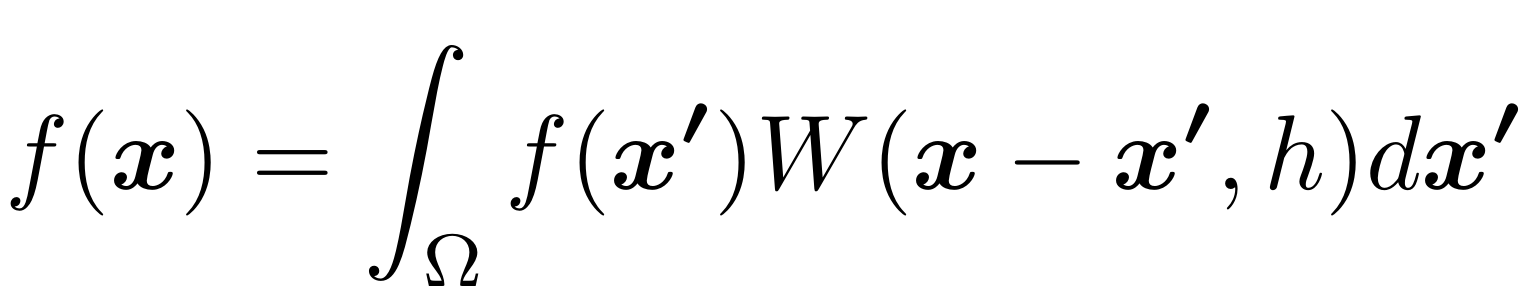 f(𝒙) = ∫_Ω f(𝒙′)W(𝒙 − 𝒙′, h)d𝒙′